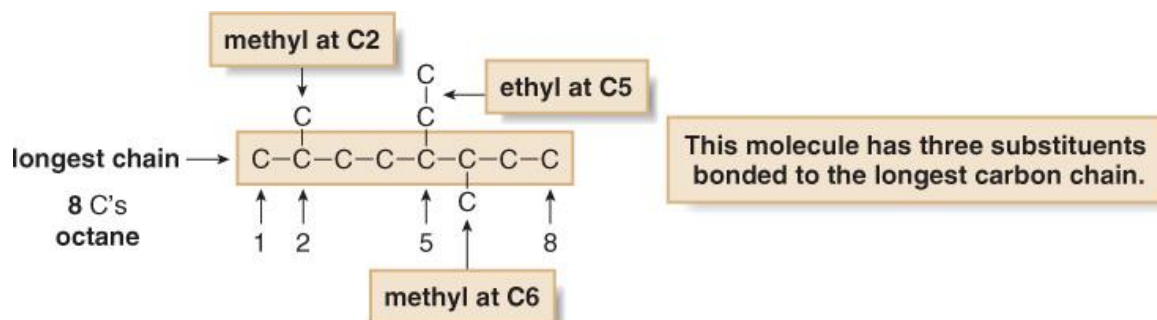 methyl at C2
C
ethyl at C5
C
C
longest chain
C-C-C-C-C-C-C-C
This molecule has three substituents
bonded to the longest carbon chain.
8 C's
octane
C
1 2 5 8
methyl at C6